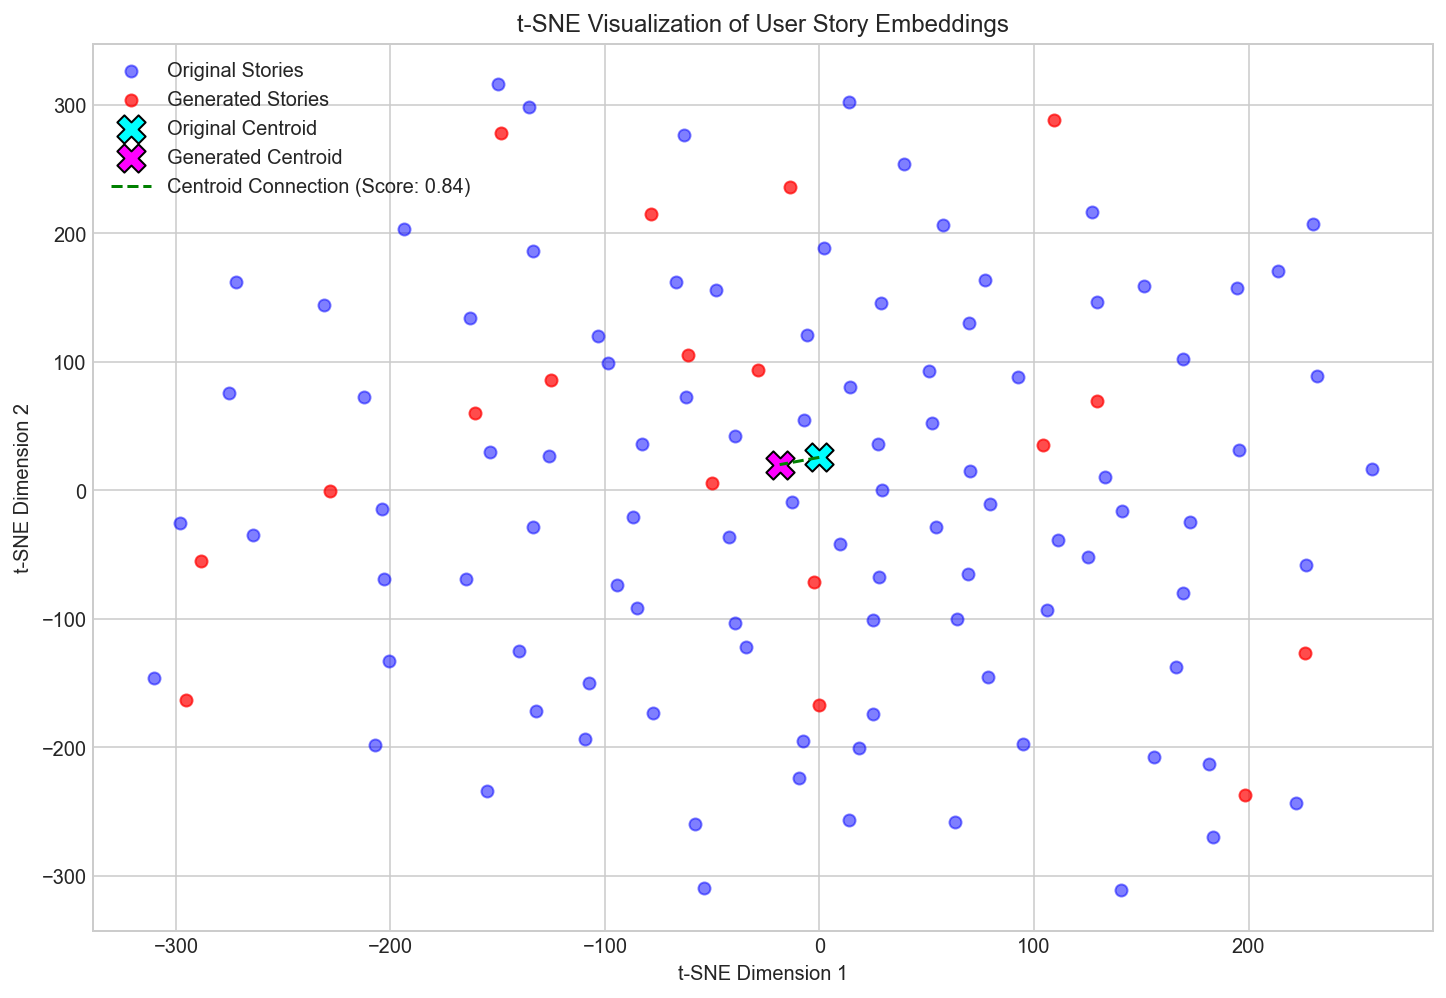 t-SNE Visualization of User Story Embeddings
Original Stories
Generated Stories
Original Centroid
Generated Centroid
Centroid Connection (Score: 0.84)
t-SNE Dimension 2
300
200
100
0
−100
−200
−300
−300
−200
−100
0
100
200
t-SNE Dimension 1